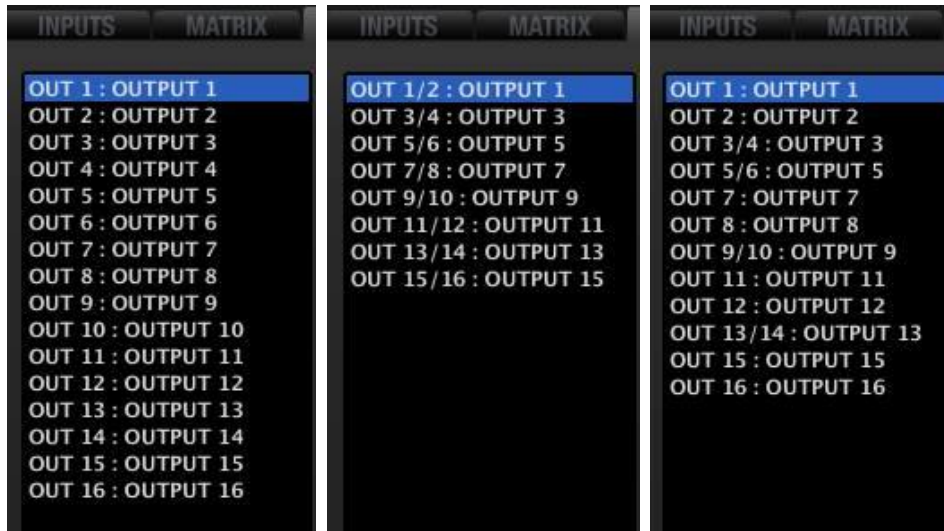 INPUTS MATRIX
OUT 1 : OUTPUT 1
OUT 2 : OUTPUT 2
OUT 3 : OUTPUT 3
OUT 4 : OUTPUT 4
OUT 5 : OUTPUT 5
OUT 6 : OUTPUT 6
OUT 7 : OUTPUT 7
OUT 8 : OUTPUT 8
OUT 9 : OUTPUT 9
OUT 10 : OUTPUT 10
OUT 11 : OUTPUT 11
OUT 12 : OUTPUT 12
OUT 13 : OUTPUT 13
OUT 14 : OUTPUT 14
OUT 15 : OUTPUT 15
OUT 16 : OUTPUT 16
INPUTS MATRIX
OUT 1/2 : OUTPUT 1
OUT 3/4 : OUTPUT 3
OUT 5/6 : OUTPUT 5
OUT 7/8 : OUTPUT 7
OUT 9/10 : OUTPUT 9
OUT 11/12 : OUTPUT 11
OUT 13/14 : OUTPUT 13
OUT 15/16 : OUTPUT 15
INPUTS MATRIX
OUT 1 : OUTPUT 1
OUT 2 : OUTPUT 2
OUT 3/4 : OUTPUT 3
OUT 5/6 : OUTPUT 5
OUT 7 : OUTPUT 7
OUT 8 : OUTPUT 8
OUT 9/10 : OUTPUT 9
OUT 11 : OUTPUT 11
OUT 12 : OUTPUT 12
OUT 13/14 : OUTPUT 13
OUT 15 : OUTPUT 15
OUT 16 : OUTPUT 16